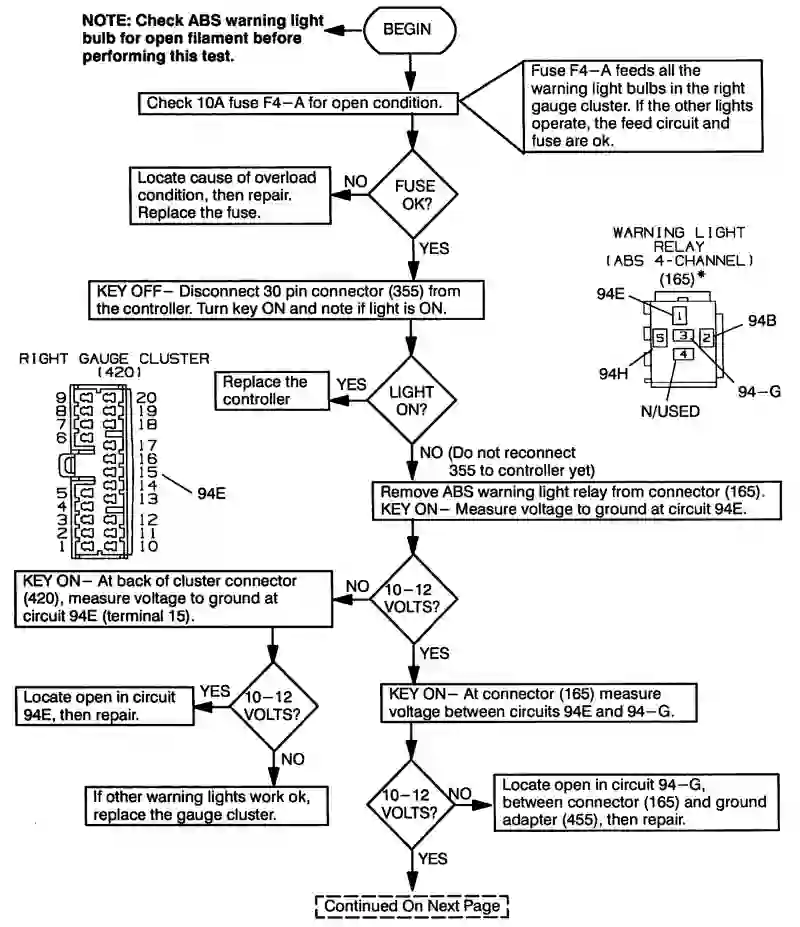 NOTE: Check ABS warning light
bulb for open filament before
performing this test.
BEGIN
Check 10A fuse F4-A for open condition.
Fuse F4-A feeds all the
warning light bulbs in the right
gauge cluster. If the other lights
operate, the feed circuit and
fuse are ok.
FUSE
OK?
NO
Locate cause of overload
condition, then repair.
Replace the fuse.
YES
KEY OFF- Disconnect 30 pin connector (355) from
the controller. Turn key ON and note if light is ON.
WARNING LIGHT
RELAY
(ABS 4-CHANNEL)
(165)*
94E
1
94B
5
3
2
4
94H
94-G
N/USED
RIGHT GAUGE CLUSTER
(420)
9
20
8
19
7
18
6
17
16
15
94E
14
5
13
4
3
12
2
11
1
10
LIGHT
ON?
YES
Replace the
controller
NO (Do not reconnect
355 to controller yet)
Remove ABS warning light relay from connector (165).
KEY ON- Measure voltage to ground at circuit 94E.
10-12
VOLTS?
NO
KEY ON- At back of cluster connector
(420), measure voltage to ground at
circuit 94E (terminal 15).
10-12
VOLTS?
YES
Locate open in circuit
94E, then repair.
NO
If other warning lights work ok,
replace the gauge cluster.
YES
KEY ON- At connector (165) measure
voltage between circuits 94E and 94-G.
10-12
VOLTS?
NO
Locate open in circuit 94-G,
between connector (165) and ground
adapter (455), then repair.
YES
Continued On Next Page